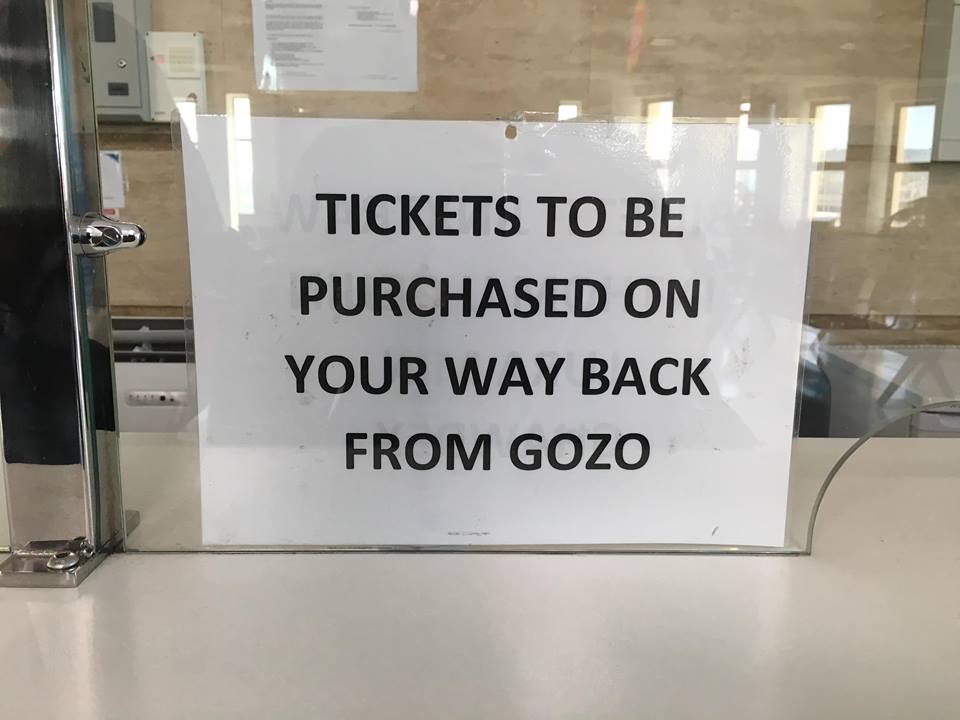 TICKETS TO BE
PURCHASED ON
YOUR WAY BACK
FROM GOZO